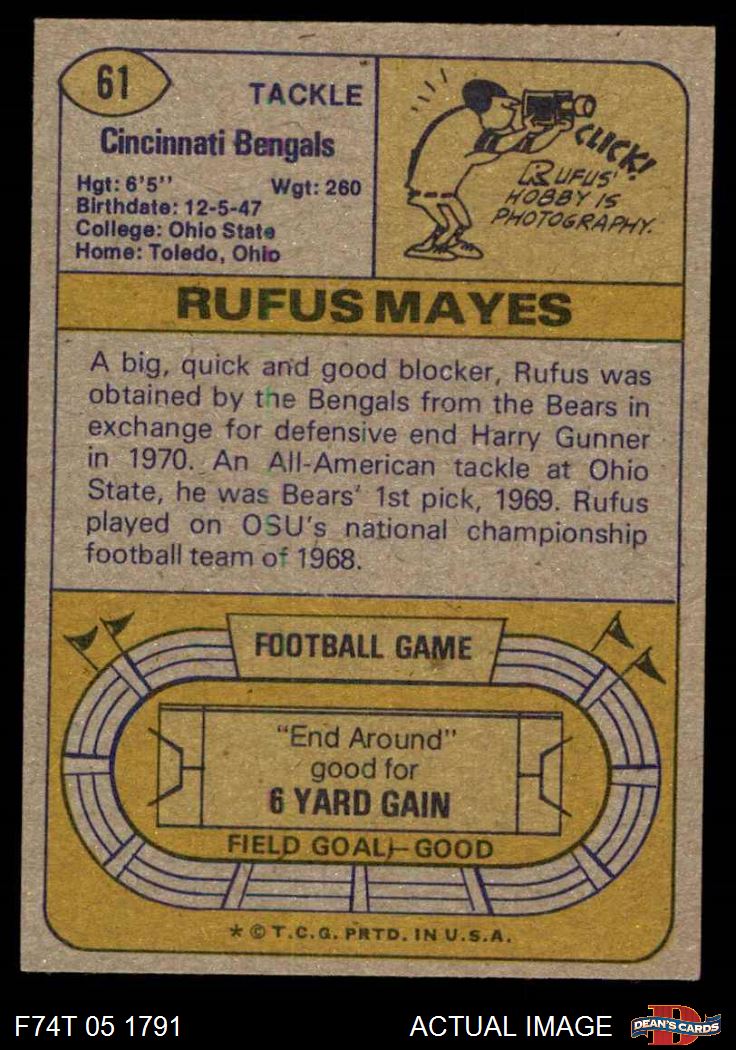 61
TACKLE
Cincinnati Bengals
Hgt: 6'5"   Wgt: 260
Birthdate: 12-5-47
College: Ohio State
Home: Toledo, Ohio
CLICK!
RUFUS'
HOBBY IS
PHOTOGRAPHY.
RUFUS MAYES
A big, quick and good blocker, Rufus was
obtained by the Bengals from the Bears in
exchange for defensive end Harry Gunner
in 1970. An All-American tackle at Ohio
State, he was Bears' 1st pick, 1969. Rufus
played on OSU's national championship
football team of 1968.
FOOTBALL GAME
"End Around"
good for
6 YARD GAIN
FIELD GOAL—GOOD
* © T.C.G. PRTD. IN U.S.A.
F74T 05 1791   ACTUAL IMAGE
D
DEAN'S CARDS